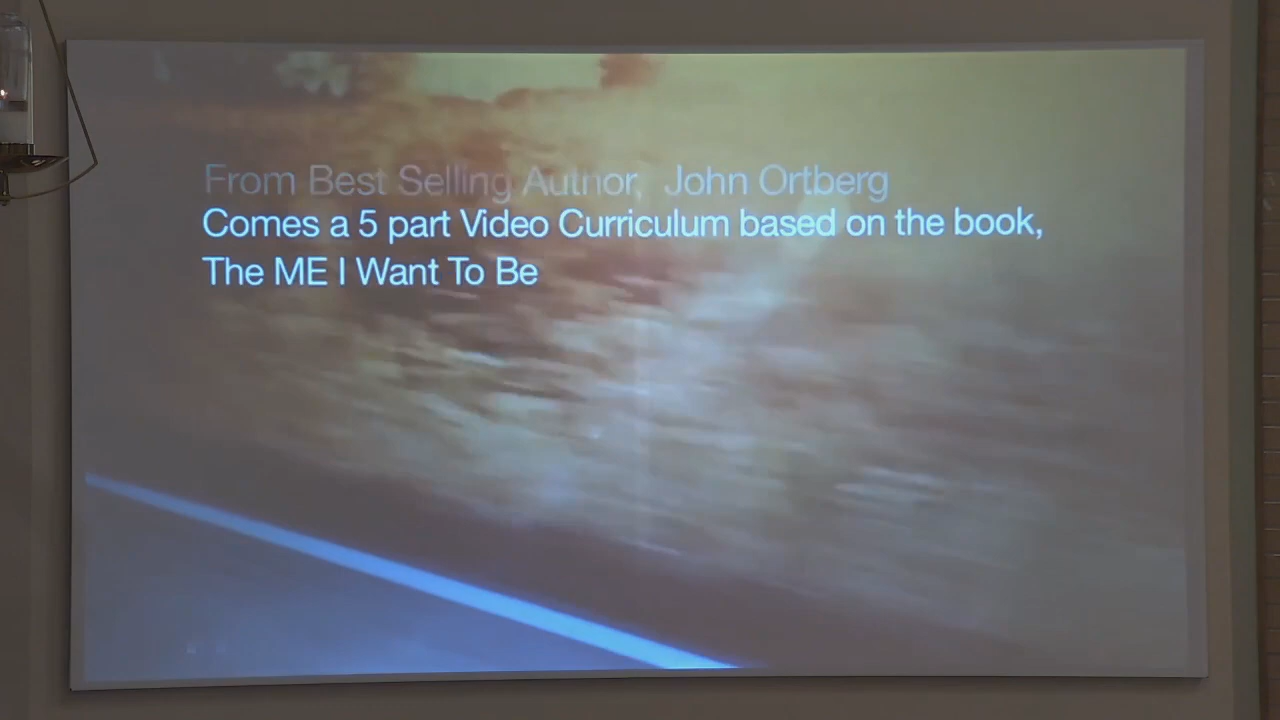 From Best Selling Author, John Ortberg
Comes a 5 part Video Curriculum based on the book,
The ME I Want To Be